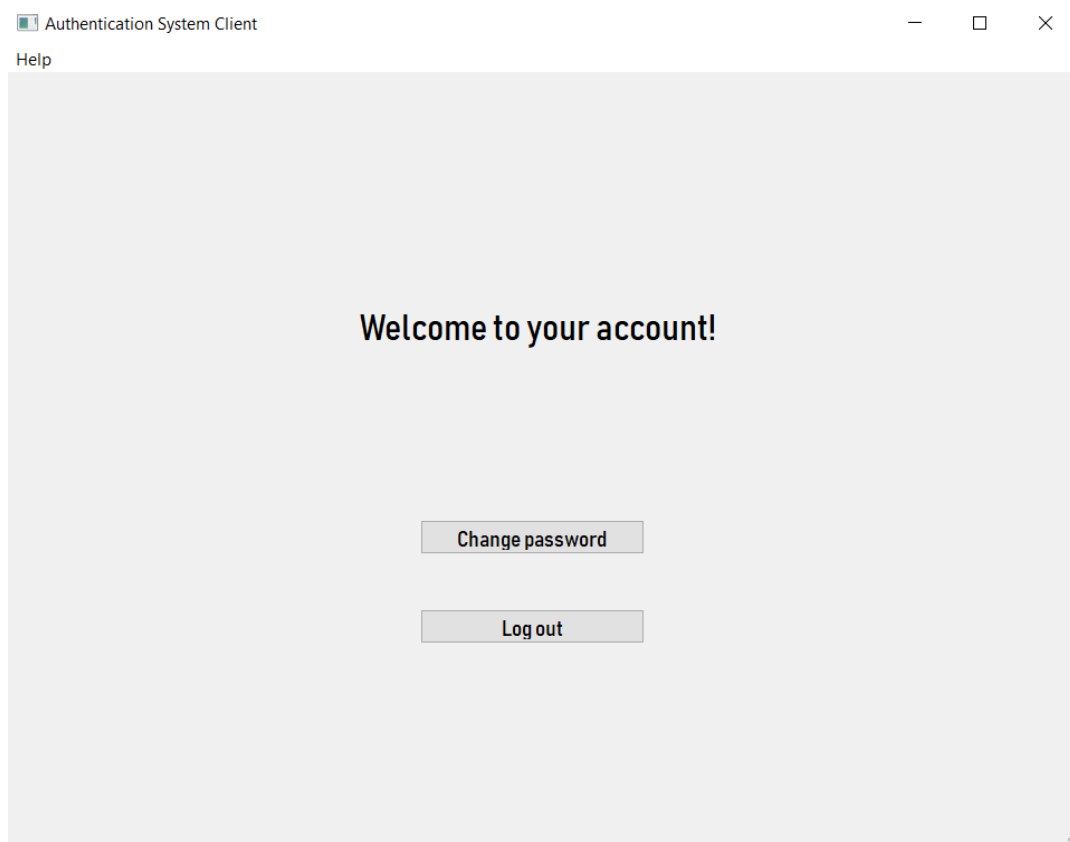 Authentication System Client
Help
Welcome to your account!
Change password
Log out